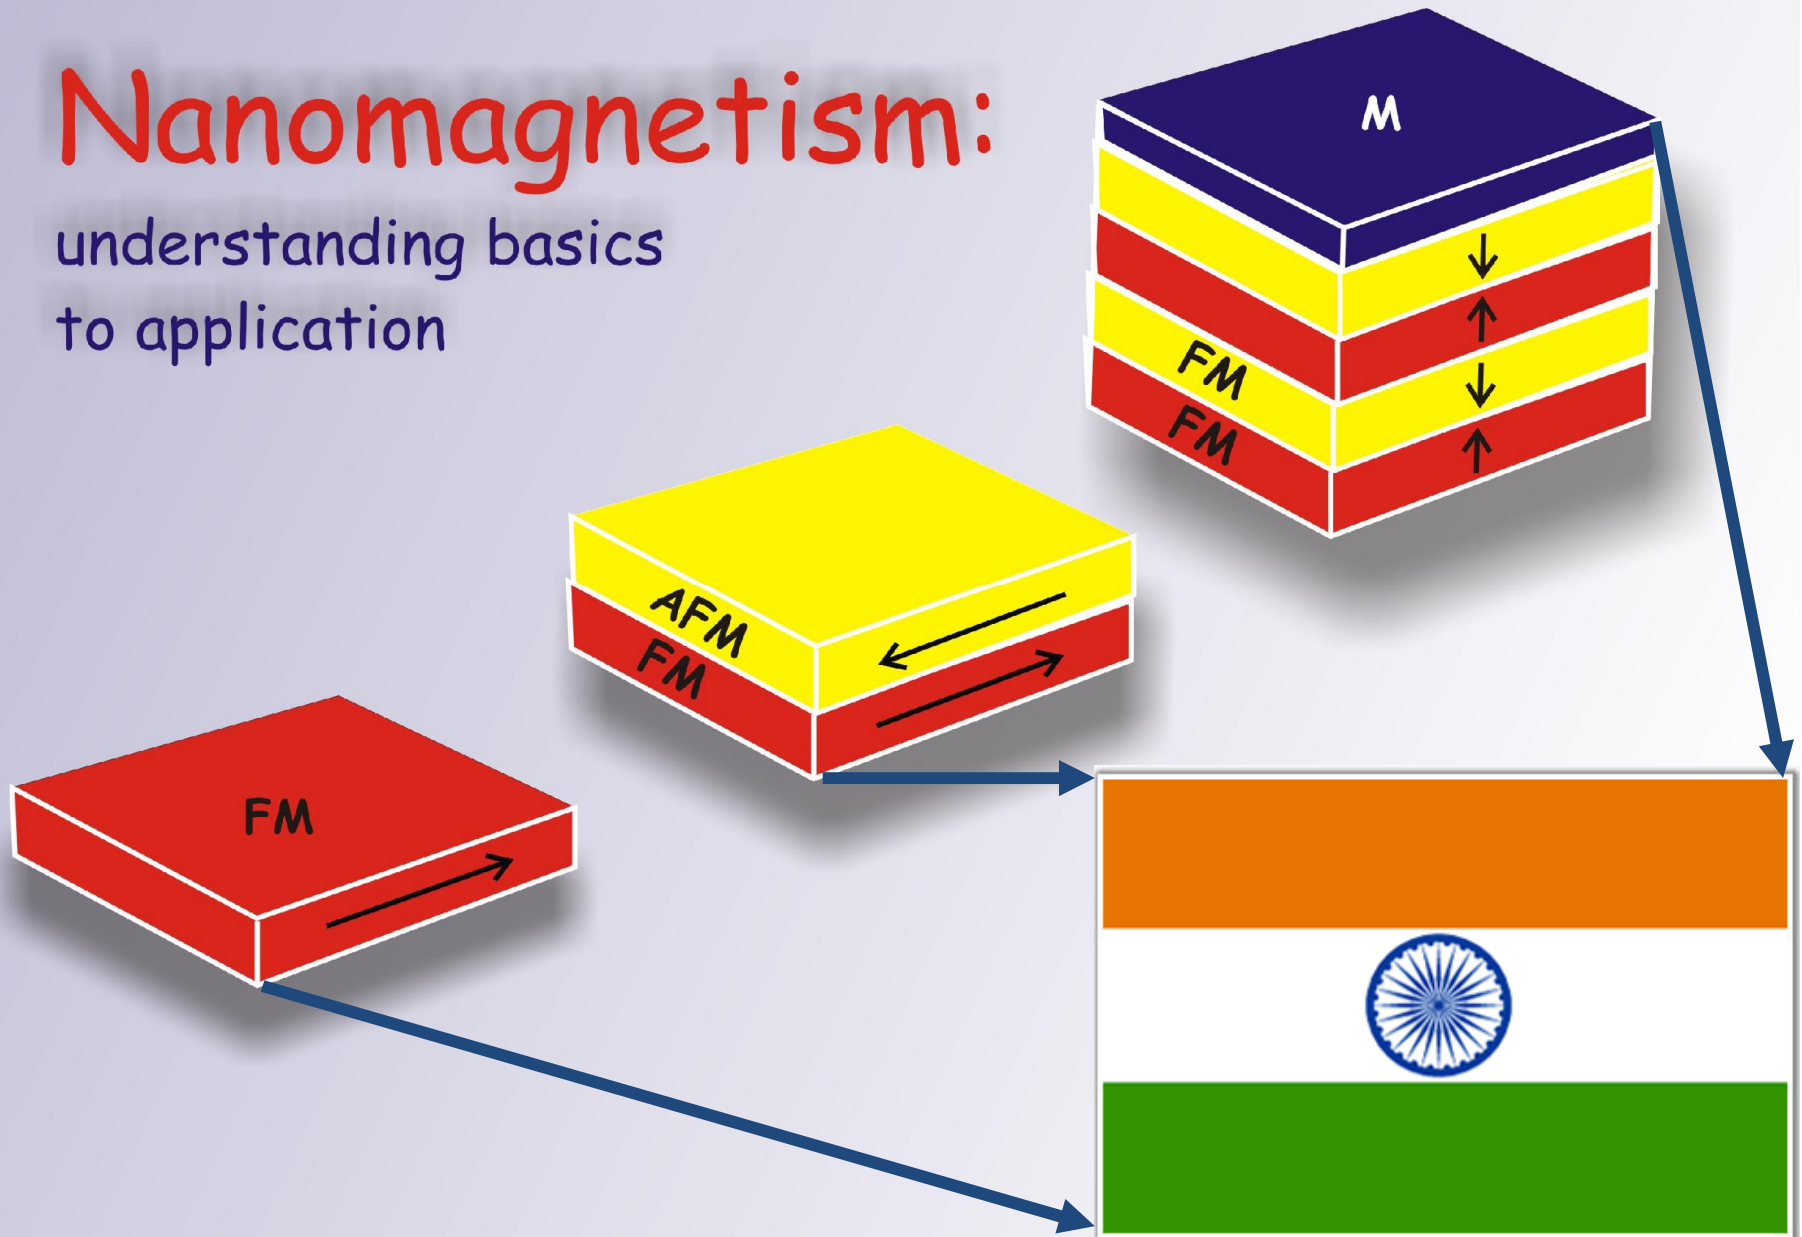 Nanomagnetism:
understanding basics
to application
M
FM
FM
AFM
FM
FM